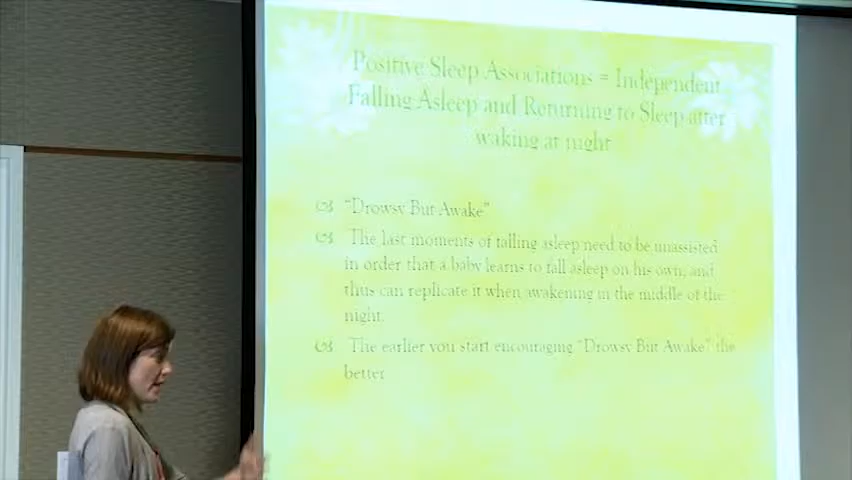 Positive Sleep Associations = Independent
Falling Asleep and Returning to Sleep after
waking at night
"Drowsy But Awake"
The last moments of falling asleep need to be unassisted
in order that a baby learns to fall asleep on his own, and
thus can replicate it when awakening in the middle of the
night.
The earlier you start encouraging "Drowsy But Awake" the
better